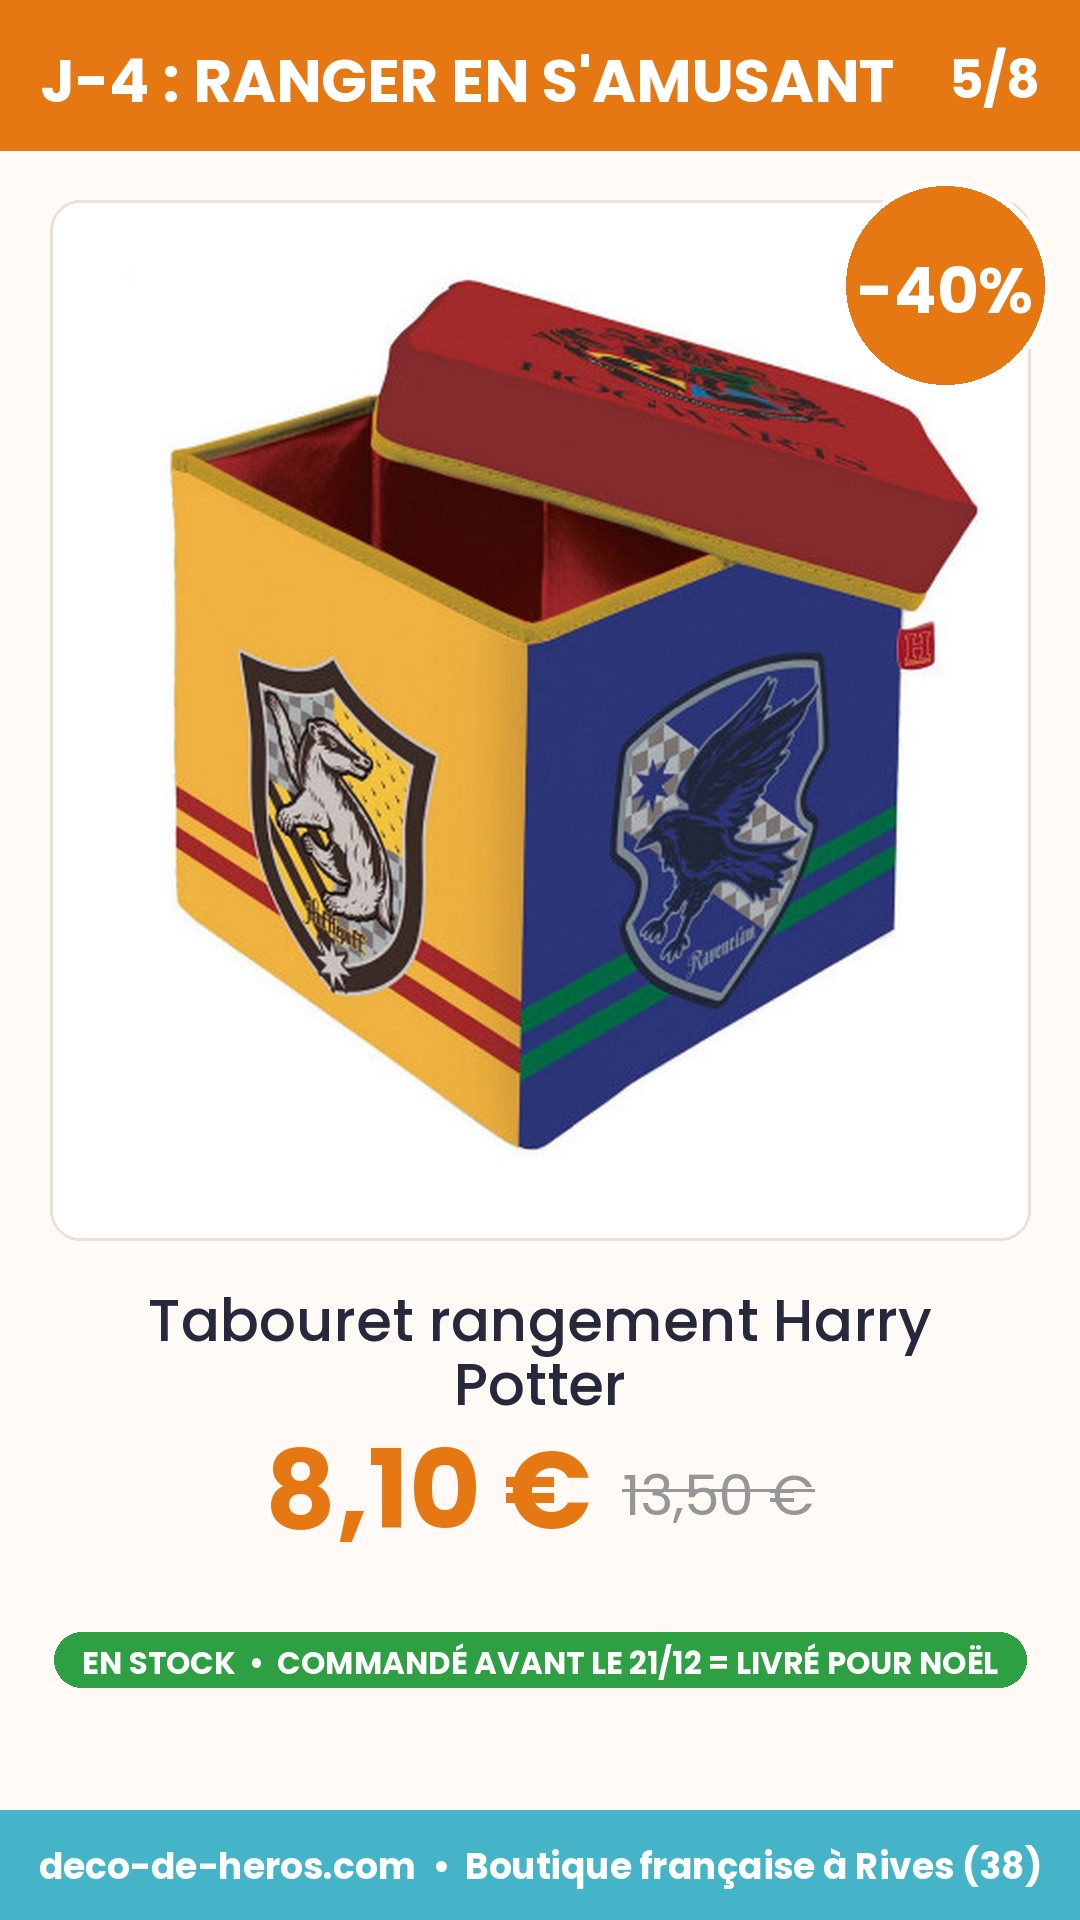 J-4 : RANGER EN S'AMUSANT 5/8
-40%
HOGWARTS
H
Hufflepuff
Ravenclaw
Tabouret rangement Harry
Potter
8,10 € 13,50 €
EN STOCK • COMMANDÉ AVANT LE 21/12 = LIVRÉ POUR NOËL
deco-de-heros.com • Boutique française à Rives (38)